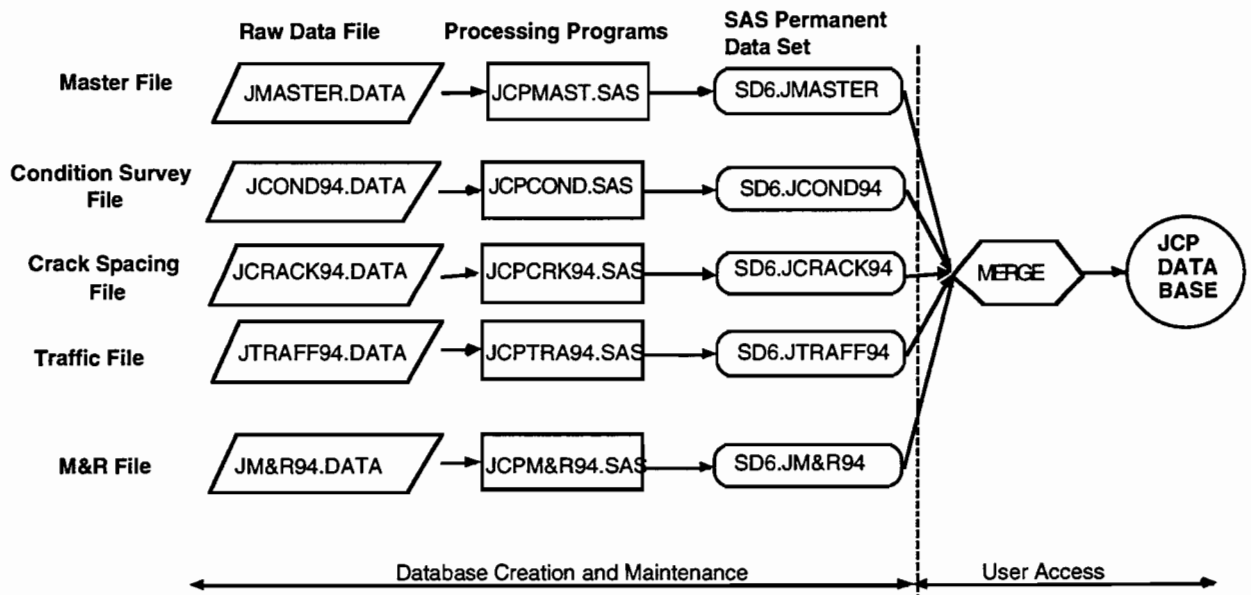 Raw Data File
Processing Programs
SAS Permanent
Data Set
Master File
JMASTER.DATA
JCPMAST.SAS
SD6.JMASTER
Condition Survey
File
JCOND94.DATA
JCPCOND.SAS
SD6.JCOND94
Crack Spacing
File
JCRACK94.DATA
JCPCRK94.SAS
SD6.JCRACK94
MERGE
JCP
DATA
BASE
Traffic File
JTRAFF94.DATA
JCPTRA94.SAS
SD6.JTRAFF94
M&R File
JM&R94.DATA
JCPM&R94.SAS
SD6.JM&R94
Database Creation and Maintenance
User Access